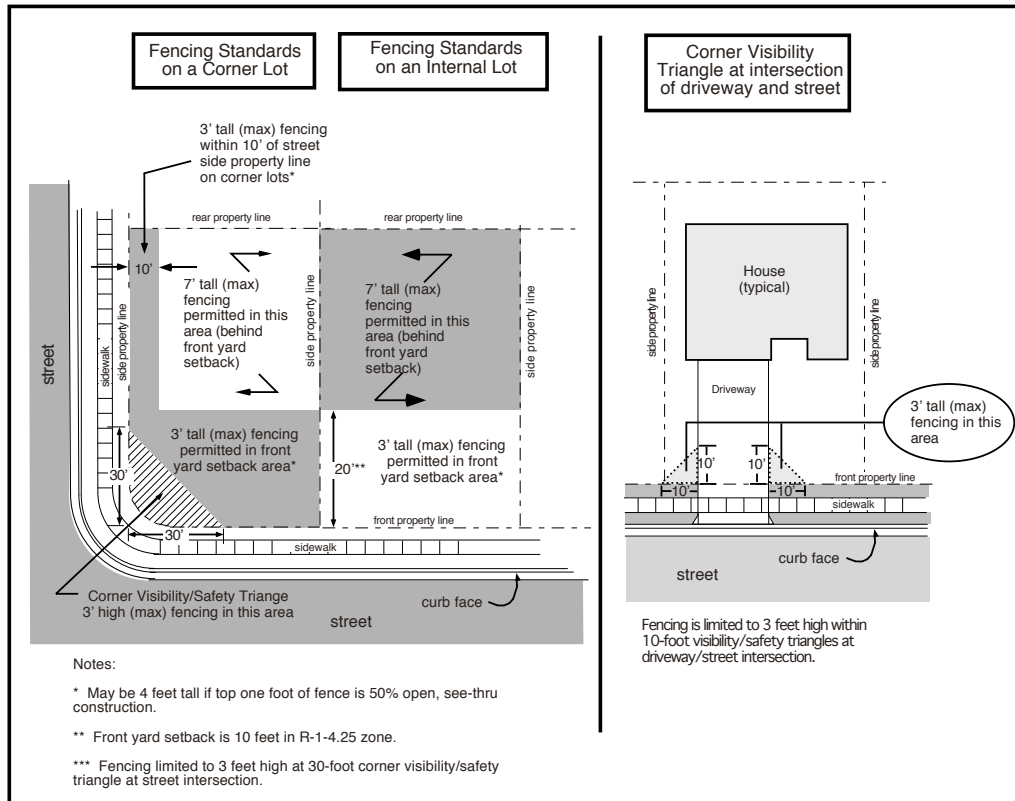 Fencing Standards
on a Corner Lot
Fencing Standards
on an Internal Lot
Corner Visibility
Triangle at intersection
of driveway and street
3' tall (max) fencing
within 10' of street
side property line
on corner lots*
rear property line
rear property line
10'
7' tall (max)
fencing
permitted in this
area (behind
front yard
setback)
7' tall (max)
fencing
permitted in this
area (behind
front yard
setback)
side property line
side property line
side property line
sidewalk
street
3' tall (max) fencing
permitted in front
yard setback area*
3' tall (max) fencing
permitted in front
yard setback area*
20'**
30'
30'
front property line
sidewalk
Corner Visibility/Safety Triange
3' high (max) fencing in this area
curb face
street
Notes:
* May be 4 feet tall if top one foot of fence is 50% open, see-thru
construction.
** Front yard setback is 10 feet in R-1-4.25 zone.
*** Fencing limited to 3 feet high at 30-foot corner visibility/safety
triangle at street intersection.
House
(typical)
side property line
side property line
Driveway
3' tall (max)
fencing in this
area
10'
10'
10'
10'
front property line
sidewalk
curb face
street
Fencing is limited to 3 feet high within
10-foot visibility/safety triangles at
driveway/street intersection.